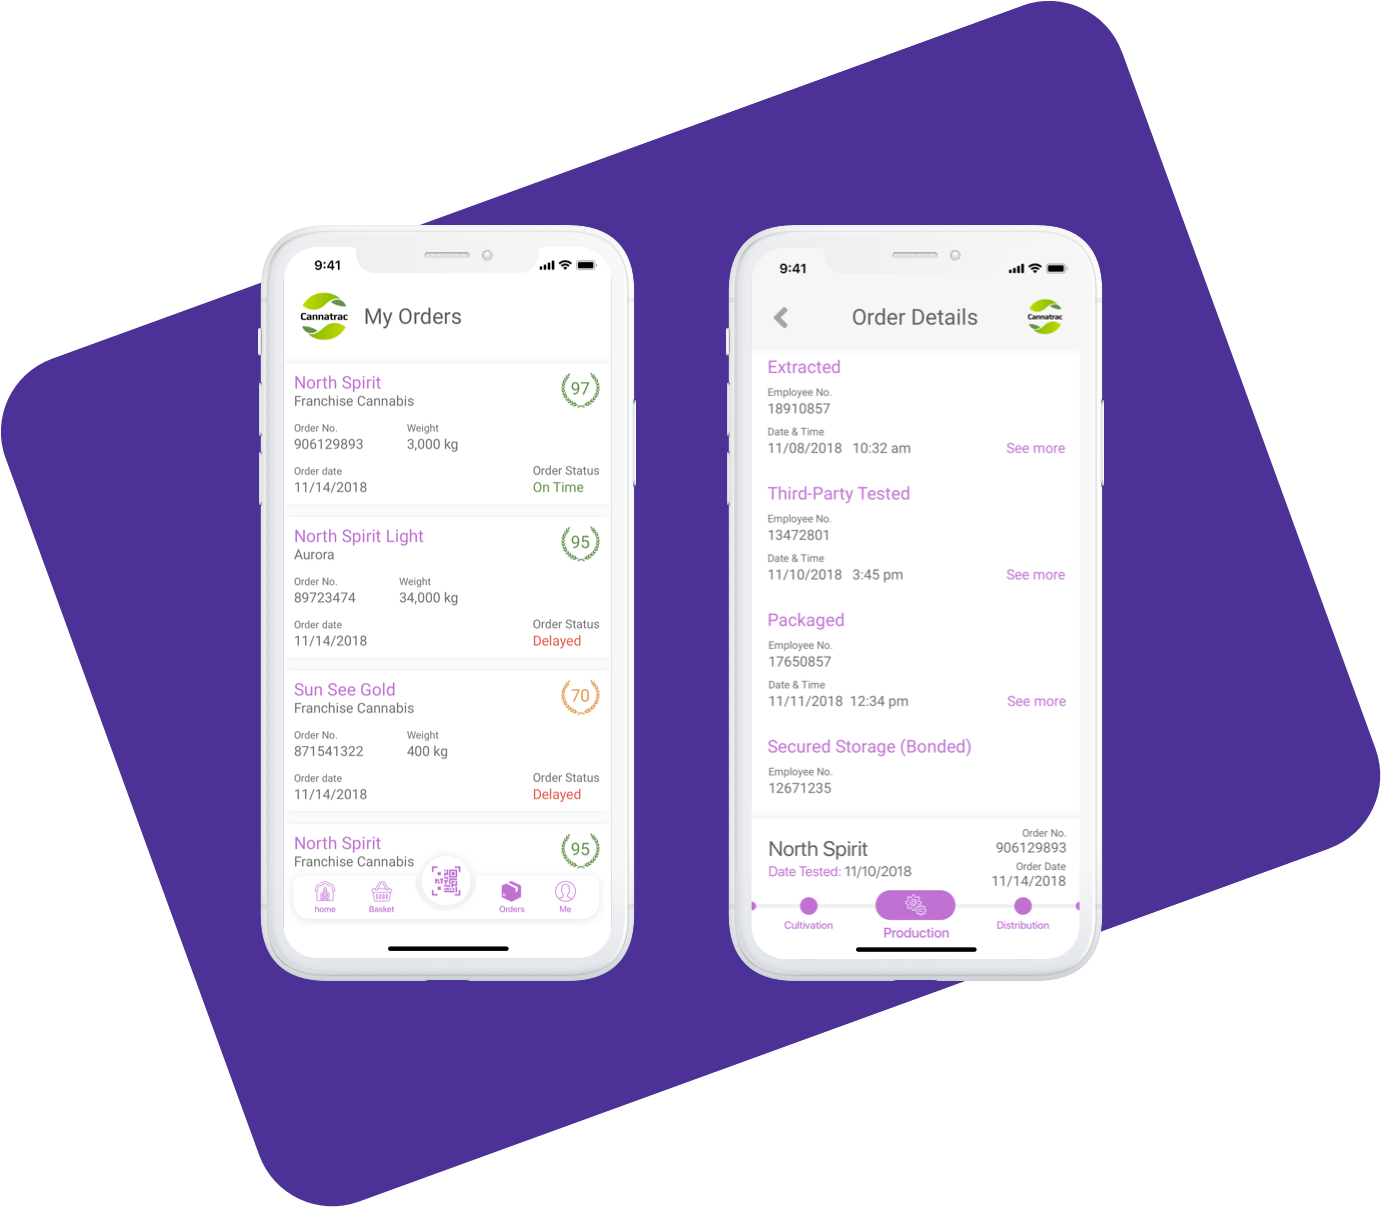 9:41
Cannatrac
My Orders
North Spirit
97
Franchise Cannabis
Order No.
Weight
906129893
3,000 kg
Order date
Order Status
11/14/2018
On Time
North Spirit Light
95
Aurora
Order No.
Weight
89723474
34,000 kg
Order date
Order Status
11/14/2018
Delayed
Sun See Gold
70
Franchise Cannabis
Order No.
Weight
871541322
400 kg
Order date
Order Status
11/14/2018
Delayed
North Spirit
95
Franchise Cannabis
home
Basket
Orders
Me
9:41
Order Details
Cannatrac
Extracted
Employee No.
18910857
Date & Time
11/08/2018 10:32 am
See more
Third-Party Tested
Employee No.
13472801
Date & Time
11/10/2018 3:45 pm
See more
Packaged
Employee No.
17650857
Date & Time
11/11/2018 12:34 pm
See more
Secured Storage (Bonded)
Employee No.
12671235
North Spirit
Date Tested: 11/10/2018
Order No.
906129893
Order Date
11/14/2018
Cultivation
Production
Distribution